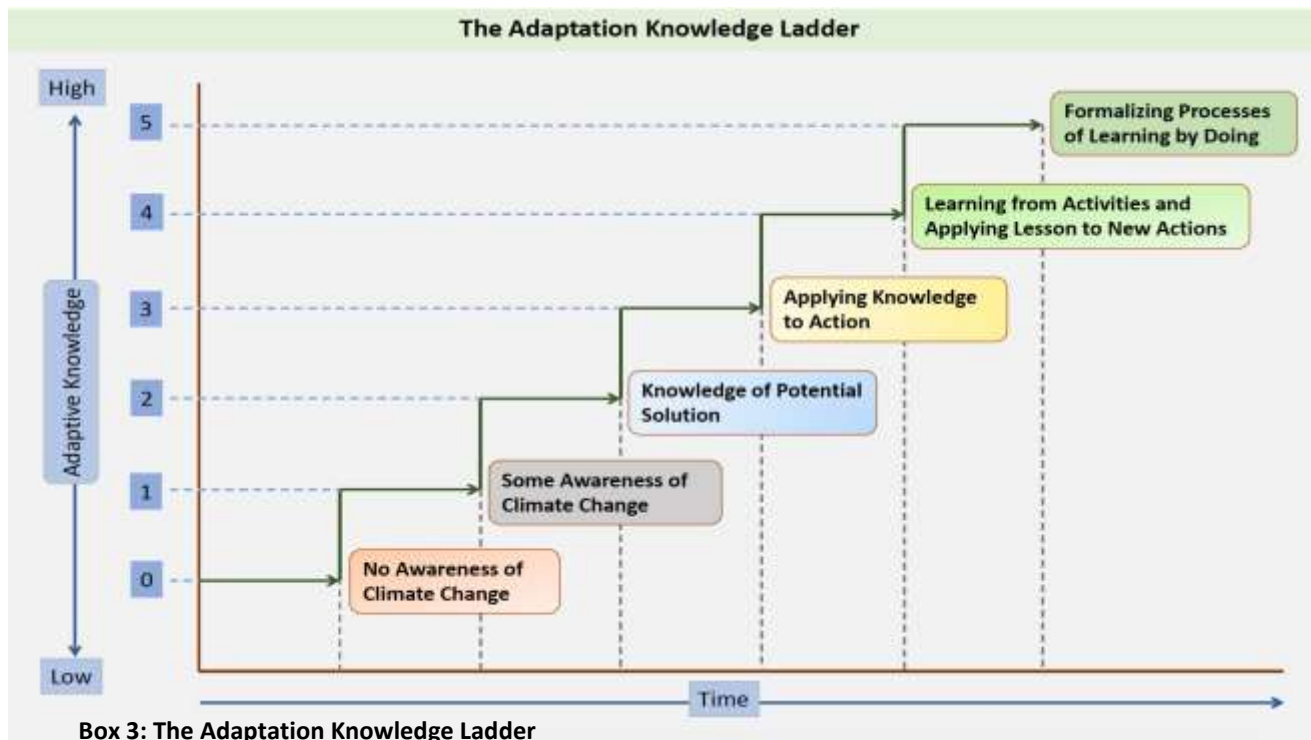 The Adaptation Knowledge Ladder
High
5
Formalizing Processes
of Learning by Doing
4
Learning from Activities and
Applying Lesson to New Actions
Adaptive Knowledge
3
Applying Knowledge
to Action
2
Knowledge of Potential
Solution
1
Some Awareness of
Climate Change
0
No Awareness of
Climate Change
Low
Time
Box 3: The Adaptation Knowledge Ladder